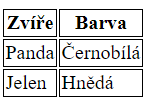 Zvíře Barva
Panda Černobílá
Jelen Hnědá